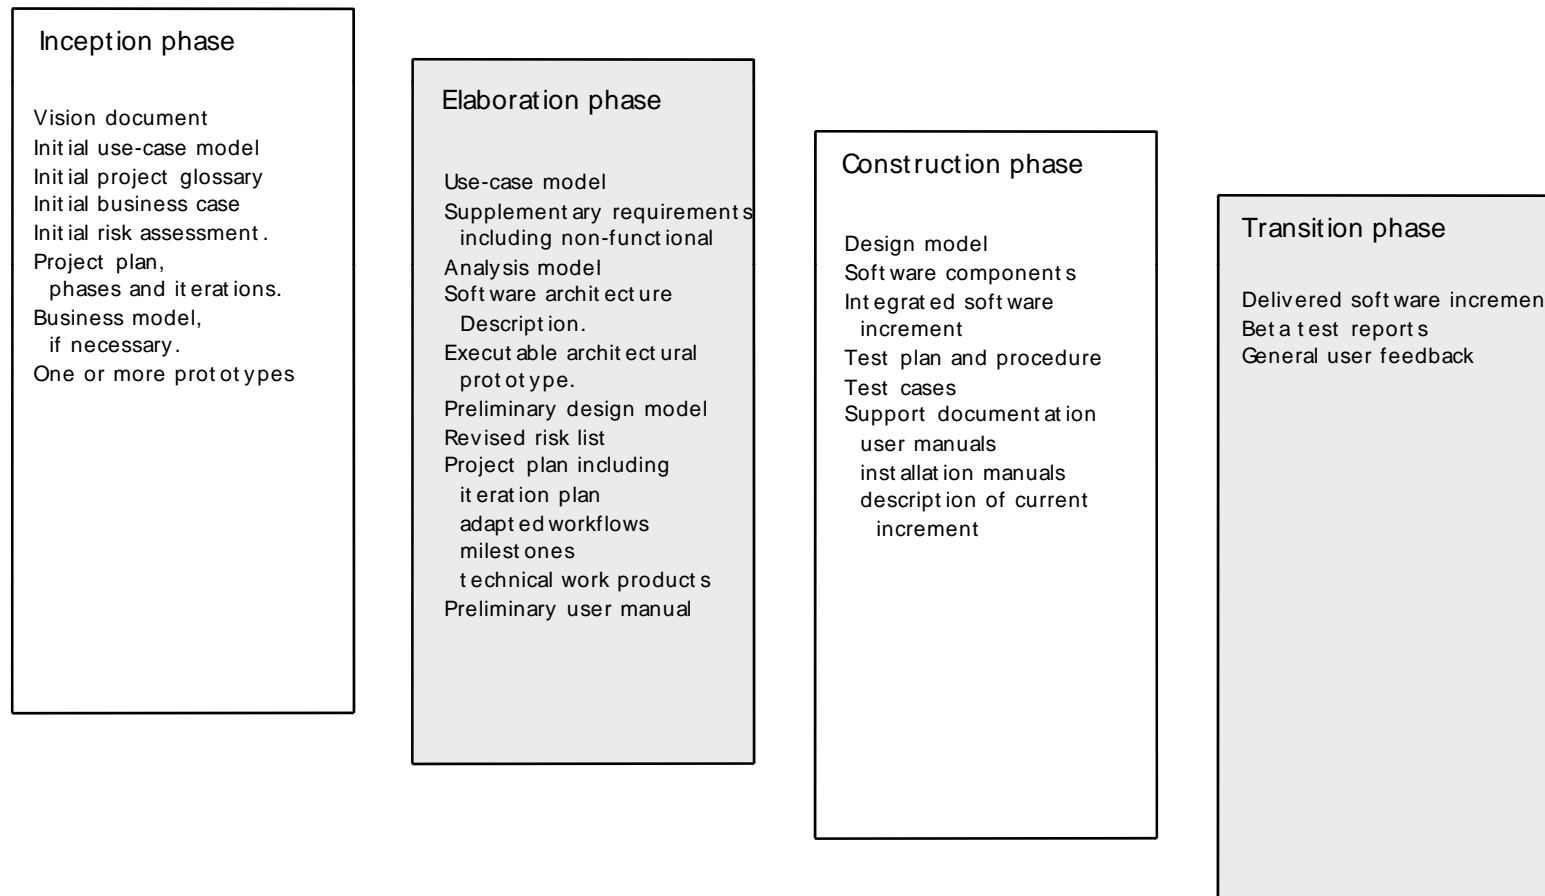 Inception phase
Vision document
Initial use-case model
Initial project glossary
Initial business case
Initial risk assessment.
Project plan,
phases and iterations.
Business model,
if necessary.
One or more prototypes
Elaboration phase
Use-case model
Supplementary requirements
including non-functional
Analysis model
Software architecture
Description.
Executable architectural
prototype.
Preliminary design model
Revised risk list
Project plan including
iteration plan
adapted workflows
milestones
technical work products
Preliminary user manual
Construction phase
Design model
Software components
Integrated software
increment
Test plan and procedure
Test cases
Support documentation
user manuals
installation manuals
description of current
increment
Transition phase
Delivered software incremen
Beta test reports
General user feedback